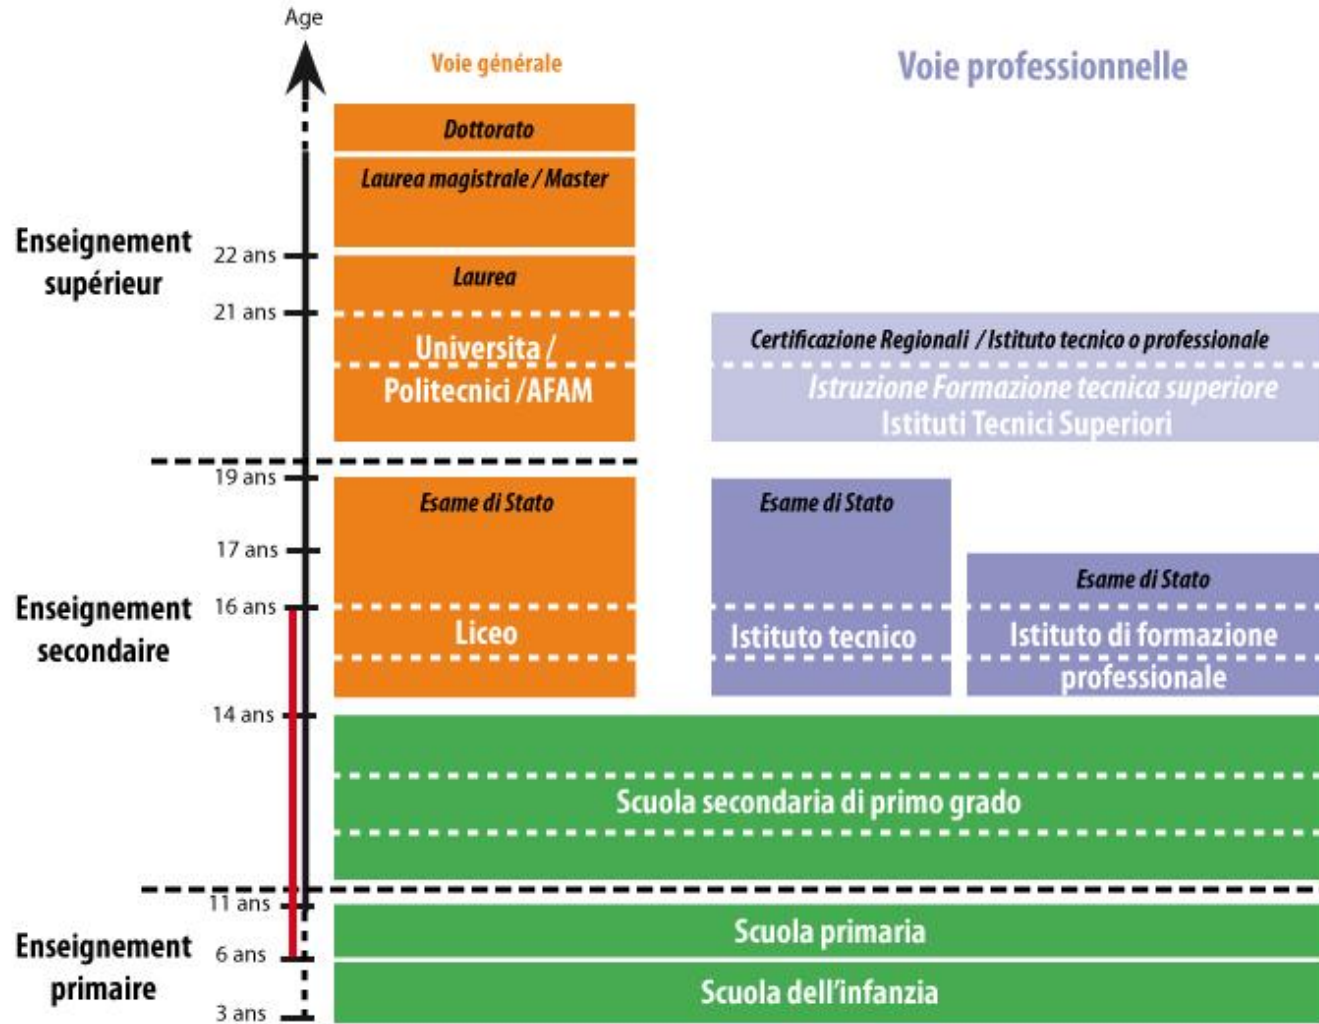 Age
Voie générale
Voie professionnelle
Dottorato
Laurea magistrale / Master
Enseignement
supérieur
22 ans
Laurea
21 ans
Universita /
Politecnici /AFAM
Certificazione Regionali / Istituto tecnico o professionale
Istruzione Formazione tecnica superiore
Istituti Tecnici Superiori
19 ans
Esame di Stato
Esame di Stato
17 ans
Esame di Stato
Enseignement
secondaire
16 ans
Liceo
Istituto tecnico
Istituto di formazione
professionale
14 ans
Scuola secondaria di primo grado
11 ans
Scuola primaria
Enseignement
primaire
6 ans
Scuola dell'infanzia
3 ans